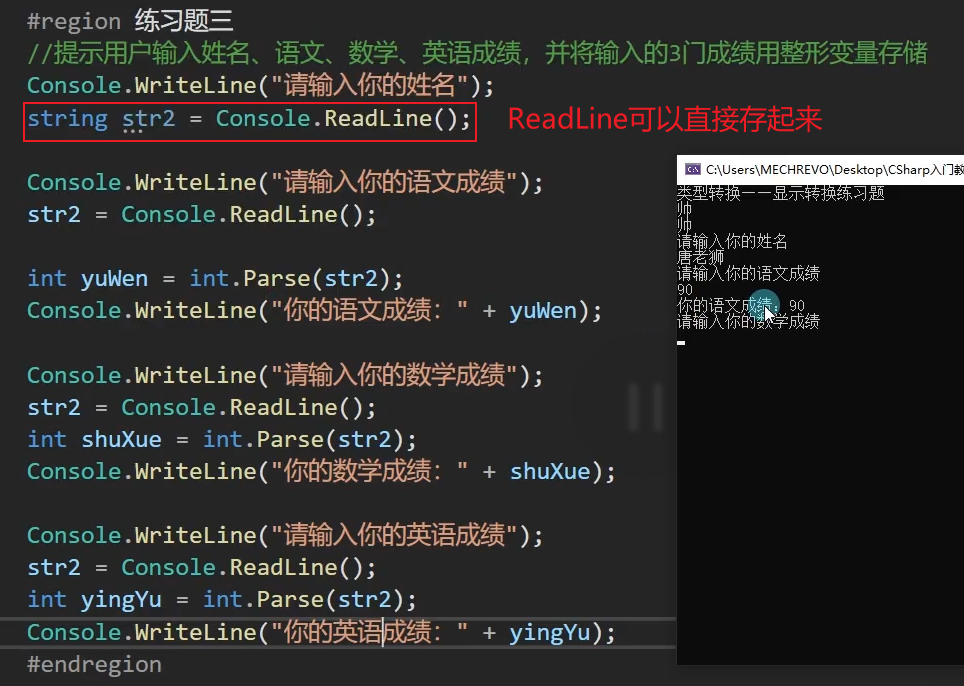 #region 练习题三
//提示用户输入姓名、语文、数学、英语成绩，并将输入的3门成绩用整形变量存储
Console.WriteLine("请输入你的姓名");
string str2 = Console.ReadLine();
ReadLine可以直接存起来
Console.WriteLine("请输入你的语文成绩");
str2 = Console.ReadLine();
int yuWen = int.Parse(str2);
Console.WriteLine("你的语文成绩：" + yuWen);
Console.WriteLine("请输入你的数学成绩");
str2 = Console.ReadLine();
int shuXue = int.Parse(str2);
Console.WriteLine("你的数学成绩：" + shuXue);
Console.WriteLine("请输入你的英语成绩");
str2 = Console.ReadLine();
int yingYu = int.Parse(str2);
Console.WriteLine("你的英语成绩：" + yingYu);
#endregion
C:\Users\MECHREVO\Desktop\CSharp入门教
类型转换——显示转换练习题
帅
帅
请输入你的姓名
唐老狮
请输入你的语文成绩
90
你的语文成绩：90
请输入你的数学成绩